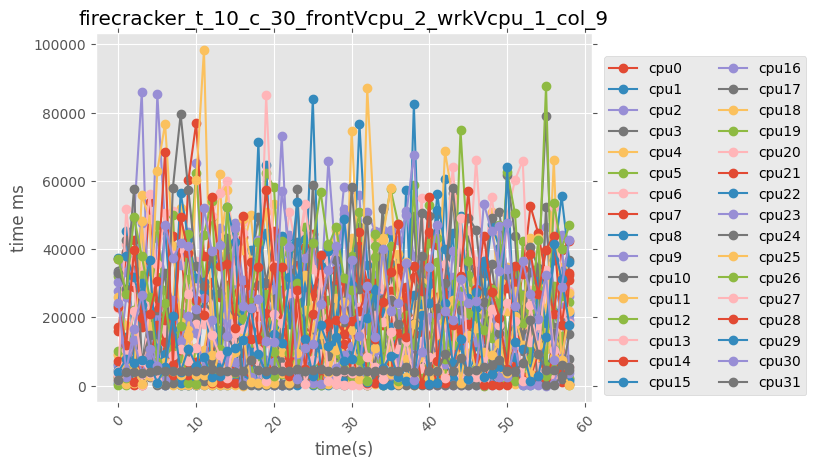 firecracker_t_10_c_30_frontVcpu_2_wrkVcpu_1_col_9
100000
80000
60000
40000
20000
0
time ms
0
10
20
30
40
50
60
time(s)
cpu0
cpu1
cpu2
cpu3
cpu4
cpu5
cpu6
cpu7
cpu8
cpu9
cpu10
cpu11
cpu12
cpu13
cpu14
cpu15
cpu16
cpu17
cpu18
cpu19
cpu20
cpu21
cpu22
cpu23
cpu24
cpu25
cpu26
cpu27
cpu28
cpu29
cpu30
cpu31